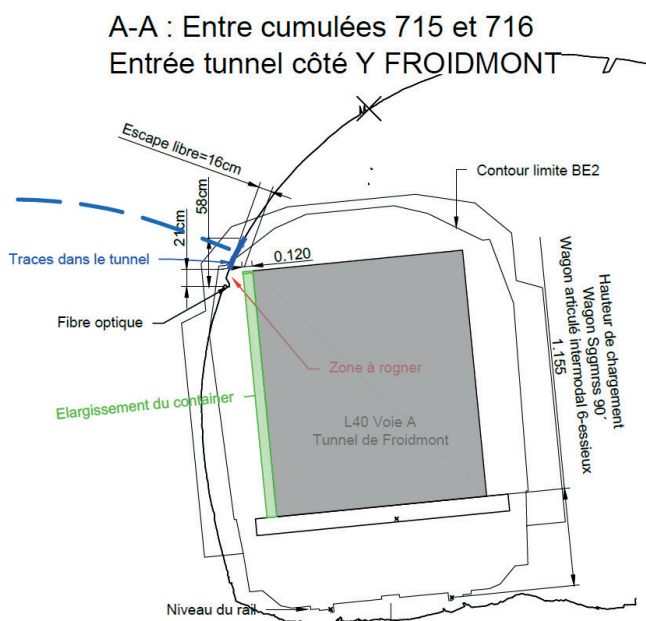 A-A : Entre cumulées 715 et 716
Entrée tunnel côté Y FROIDMONT
Escape libre=16cm
Contour limite BE2
58cm
21cm
Traces dans le tunnel
0.120
Fibre optique
Zone à rogner
Elargissement du container
L40 Voie A
Tunnel de Froidmont
Hauteur de chargement
Wagon Sggmrss 90´
Wagon articulé intermodal 6-essieux
1.155
Niveau du rail